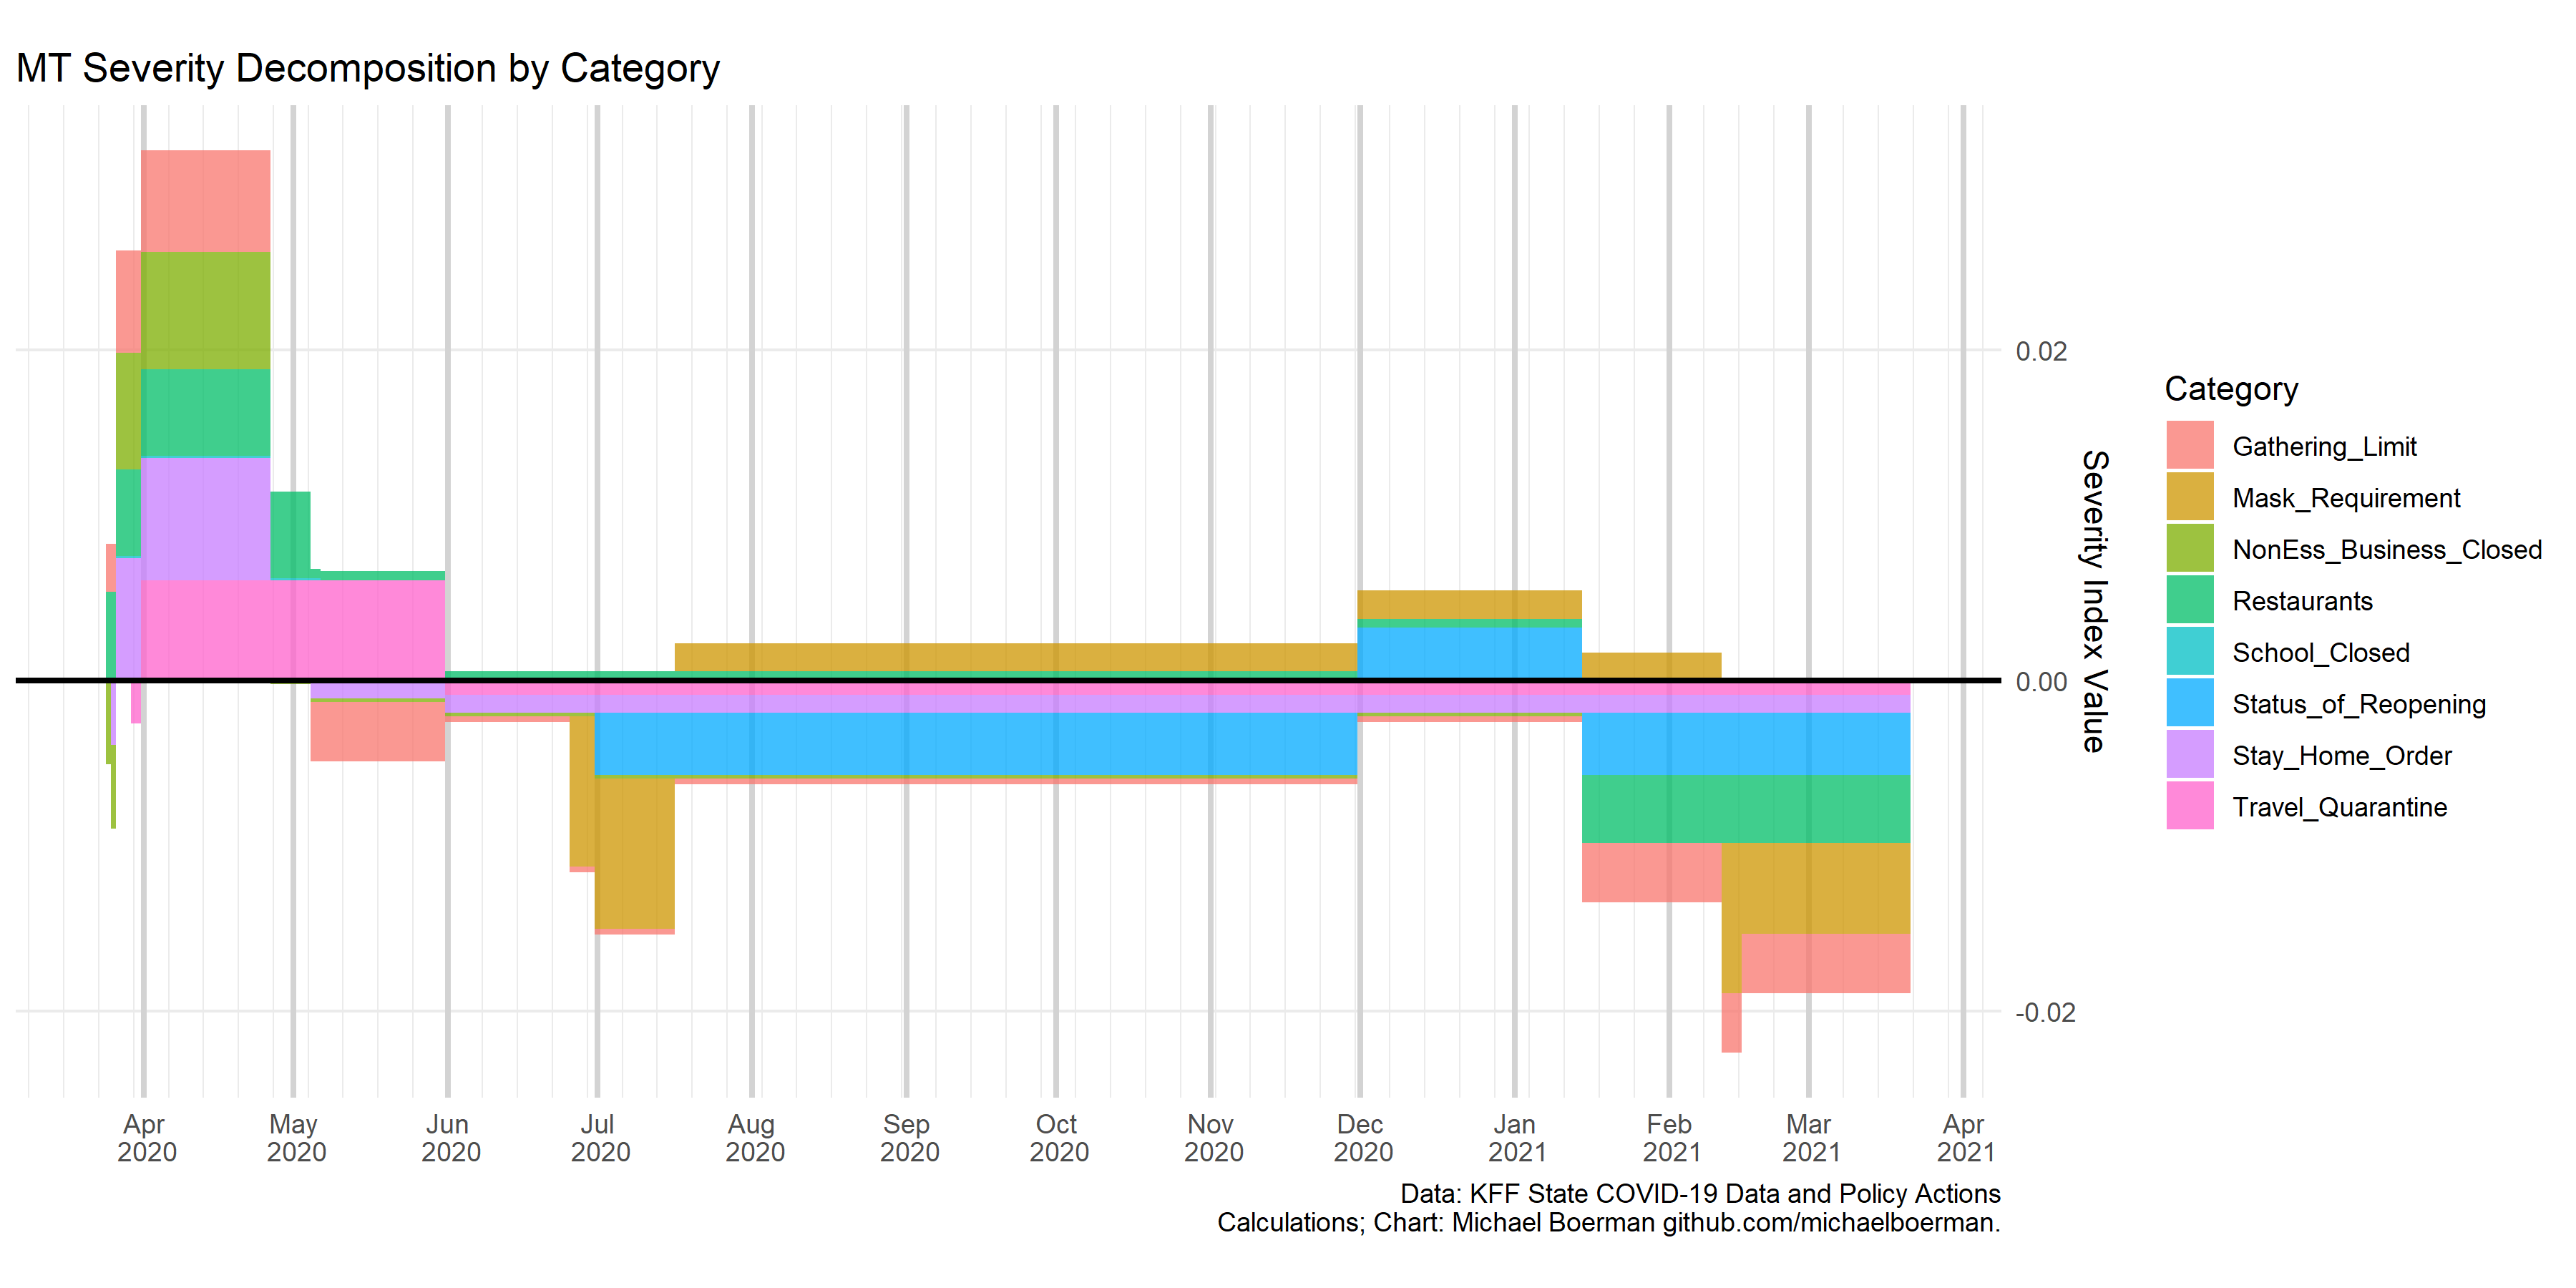 MT Severity Decomposition by Category
0.02
0.00
-0.02
Severity Index Value
Category
Gathering_Limit
Mask_Requirement
NonEss_Business_Closed
Restaurants
School_Closed
Status_of_Reopening
Stay_Home_Order
Travel_Quarantine
Apr May Jun Jul Aug Sep Oct Nov Dec Jan Feb Mar Apr
2020 2020 2020 2020 2020 2020 2020 2020 2020 2021 2021 2021 2021
Data: KFF State COVID-19 Data and Policy Actions
Calculations; Chart: Michael Boerman github.com/michaelboerman.